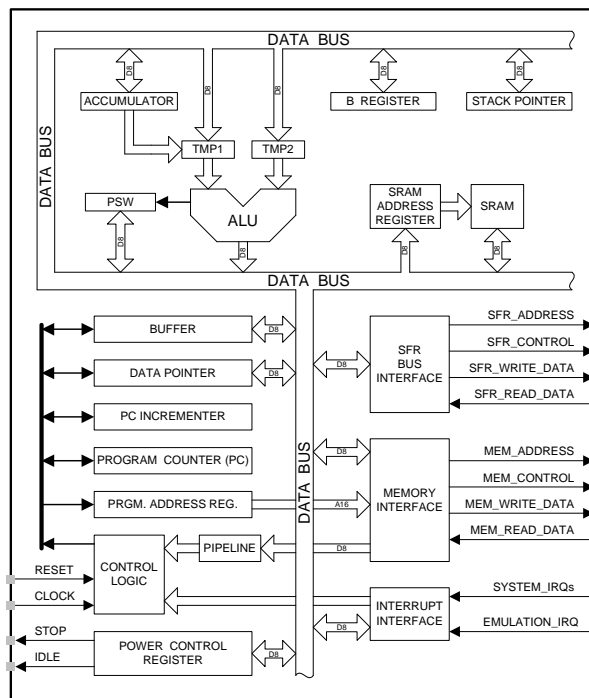 DATA BUS
D8
D8
D8
D8
D8
ACCUMULATOR
B REGISTER
STACK POINTER
TMP1
TMP2
DATA BUS
PSW
ALU
SRAM
ADDRESS
REGISTER
SRAM
D8
D8
D8
D8
DATA BUS
BUFFER
D8
DATA POINTER
D8
PC INCREMENTER
PROGRAM COUNTER (PC)
PRGM. ADDRESS REG.
A16
DATA BUS
CONTROL
LOGIC
PIPELINE
D8
RESET
CLOCK
STOP
IDLE
POWER CONTROL
REGISTER
D8
D8
SFR
BUS
INTERFACE
SFR_ADDRESS
SFR_CONTROL
SFR_WRITE_DATA
SFR_READ_DATA
D8
MEMORY
INTERFACE
MEM_ADDRESS
MEM_CONTROL
MEM_WRITE_DATA
MEM_READ_DATA
D8
INTERRUPT
INTERFACE
SYSTEM_IRQs
EMULATION_IRQ